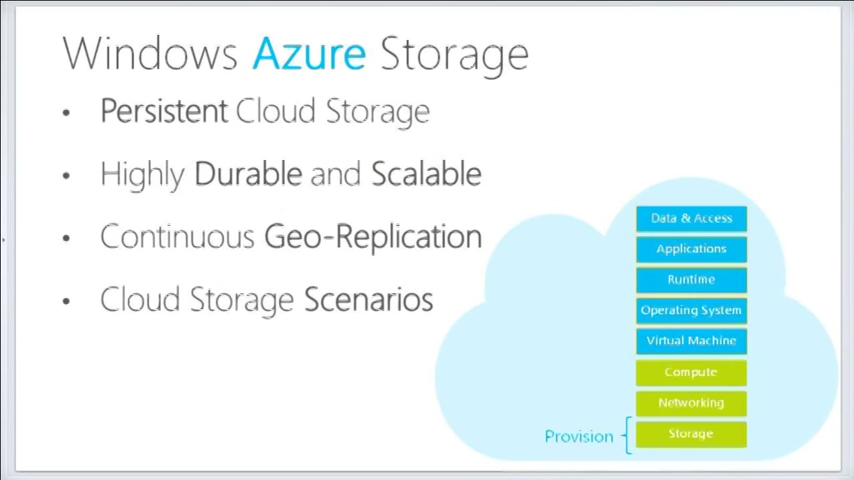 Windows Azure Storage
• Persistent Cloud Storage
• Highly Durable and Scalable
• Continuous Geo-Replication
• Cloud Storage Scenarios
Data & Access
Applications
Runtime
Operating System
Virtual Machine
Compute
Networking
Provision
Storage